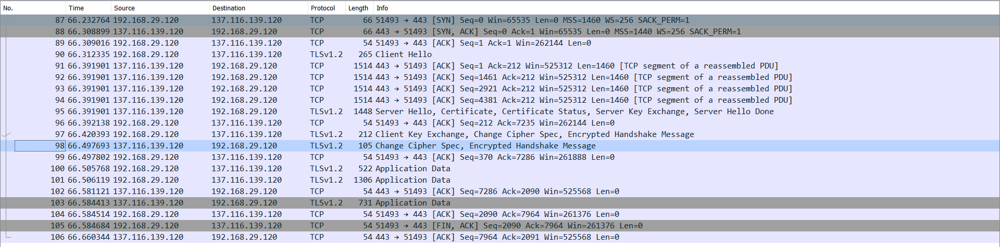 No. Time Source Destination Protocol Length Info
87 66.232764 192.168.29.120 137.116.139.120 TCP 66 51493 → 443 [SYN] Seq=0 Win=65535 Len=0 MSS=1460 WS=256 SACK_PERM=1
88 66.308899 137.116.139.120 192.168.29.120 TCP 66 443 → 51493 [SYN, ACK] Seq=0 Ack=1 Win=65535 Len=0 MSS=1440 WS=256 SACK_PERM=1
89 66.309016 192.168.29.120 137.116.139.120 TCP 54 51493 → 443 [ACK] Seq=1 Ack=1 Win=262144 Len=0
90 66.312335 192.168.29.120 137.116.139.120 TLSv1.2 265 Client Hello
91 66.391901 137.116.139.120 192.168.29.120 TCP 1514 443 → 51493 [ACK] Seq=1 Ack=212 Win=525312 Len=1460 [TCP segment of a reassembled PDU]
92 66.391901 137.116.139.120 192.168.29.120 TCP 1514 443 → 51493 [ACK] Seq=1461 Ack=212 Win=525312 Len=1460 [TCP segment of a reassembled PDU]
93 66.391901 137.116.139.120 192.168.29.120 TCP 1514 443 → 51493 [ACK] Seq=2921 Ack=212 Win=525312 Len=1460 [TCP segment of a reassembled PDU]
94 66.391901 137.116.139.120 192.168.29.120 TCP 1514 443 → 51493 [ACK] Seq=4381 Ack=212 Win=525312 Len=1460 [TCP segment of a reassembled PDU]
95 66.391901 137.116.139.120 192.168.29.120 TLSv1.2 1448 Server Hello, Certificate, Certificate Status, Server Key Exchange, Server Hello Done
96 66.392138 192.168.29.120 137.116.139.120 TCP 54 51493 → 443 [ACK] Seq=212 Ack=7235 Win=262144 Len=0
97 66.420393 192.168.29.120 137.116.139.120 TLSv1.2 212 Client Key Exchange, Change Cipher Spec, Encrypted Handshake Message
98 66.497693 137.116.139.120 192.168.29.120 TLSv1.2 105 Change Cipher Spec, Encrypted Handshake Message
99 66.497802 192.168.29.120 137.116.139.120 TCP 54 51493 → 443 [ACK] Seq=370 Ack=7286 Win=261888 Len=0
100 66.505768 192.168.29.120 137.116.139.120 TLSv1.2 522 Application Data
101 66.506119 192.168.29.120 137.116.139.120 TLSv1.2 1306 Application Data
102 66.581121 137.116.139.120 192.168.29.120 TCP 54 443 → 51493 [ACK] Seq=7286 Ack=2090 Win=525568 Len=0
103 66.584413 137.116.139.120 192.168.29.120 TLSv1.2 731 Application Data
104 66.584514 192.168.29.120 137.116.139.120 TCP 54 51493 → 443 [ACK] Seq=2090 Ack=7964 Win=261376 Len=0
105 66.584684 192.168.29.120 137.116.139.120 TCP 54 51493 → 443 [FIN, ACK] Seq=2090 Ack=7964 Win=261376 Len=0
106 66.660344 137.116.139.120 192.168.29.120 TCP 54 443 → 51493 [ACK] Seq=7964 Ack=2091 Win=525568 Len=0